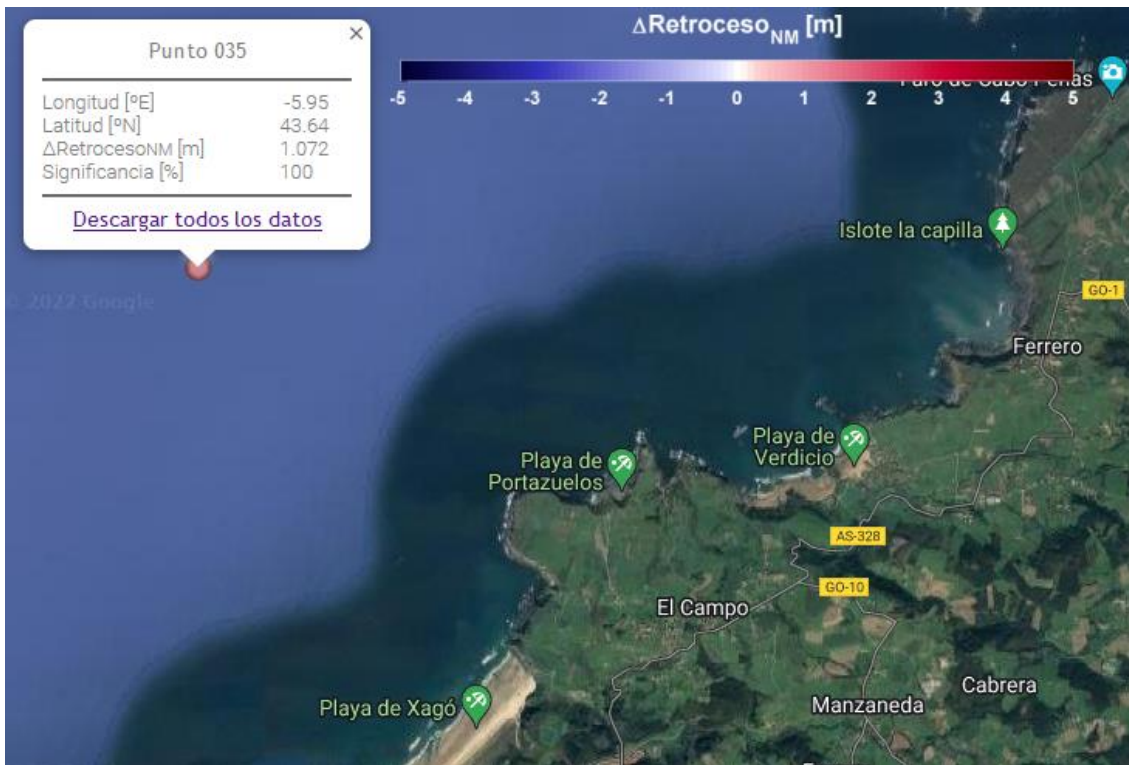 Punto 035
×
Longitud [ºE] -5.95
Latitud [ºN] 43.64
ΔRetrocesoNM [m] 1.072
Significancia [%] 100
Descargar todos los datos
ΔRetroceso NM [m]
-5 -4 -3 -2 -1 0 1 2 3 4 5
Faro de Cabo Peñas
Islote la capilla
© 2022 Google
GO-1
Ferrero
Playa de
Verdicio
Playa de
Portazuelos
AS-328
GO-10
El Campo
Cabrera
Playa de Xagó
Manzaneda